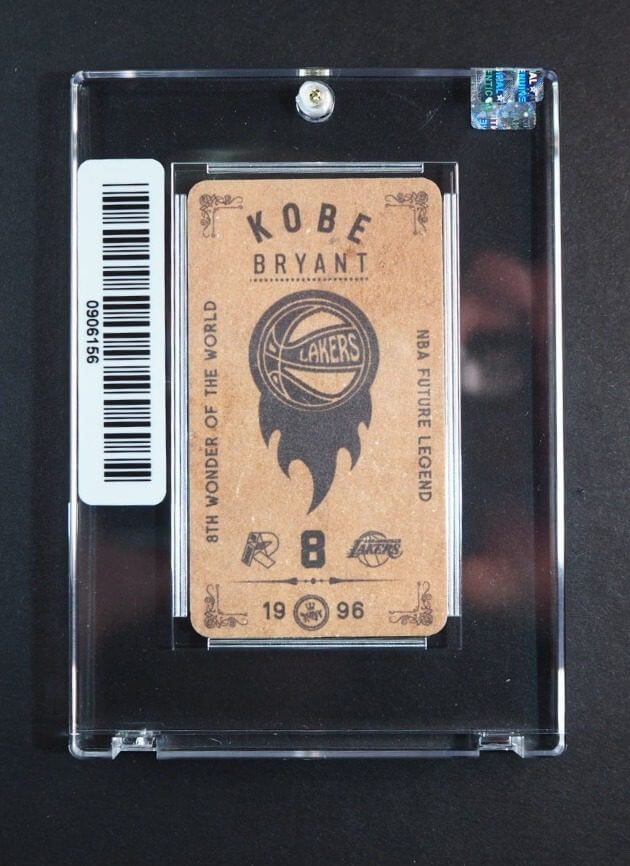 KOBE
BRYANT
LAKERS
8TH WONDER OF THE WORLD
NBA FUTURE LEGEND
R
8
LAKERS
19
96
0906156